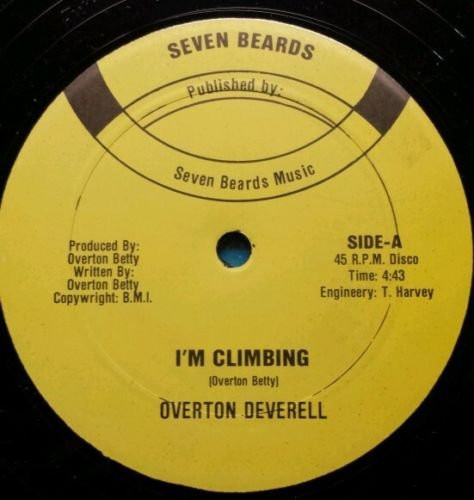 SEVEN BEARDS
Published by:
Seven Beards Music
Produced By:
Overton Betty
Written By:
Overton Betty
Copywright: B.M.I.
SIDE-A
45 R.P.M. Disco
Time: 4:43
Engineery: T. Harvey
I'M CLIMBING
(Overton Betty)
OVERTON DEVERELL